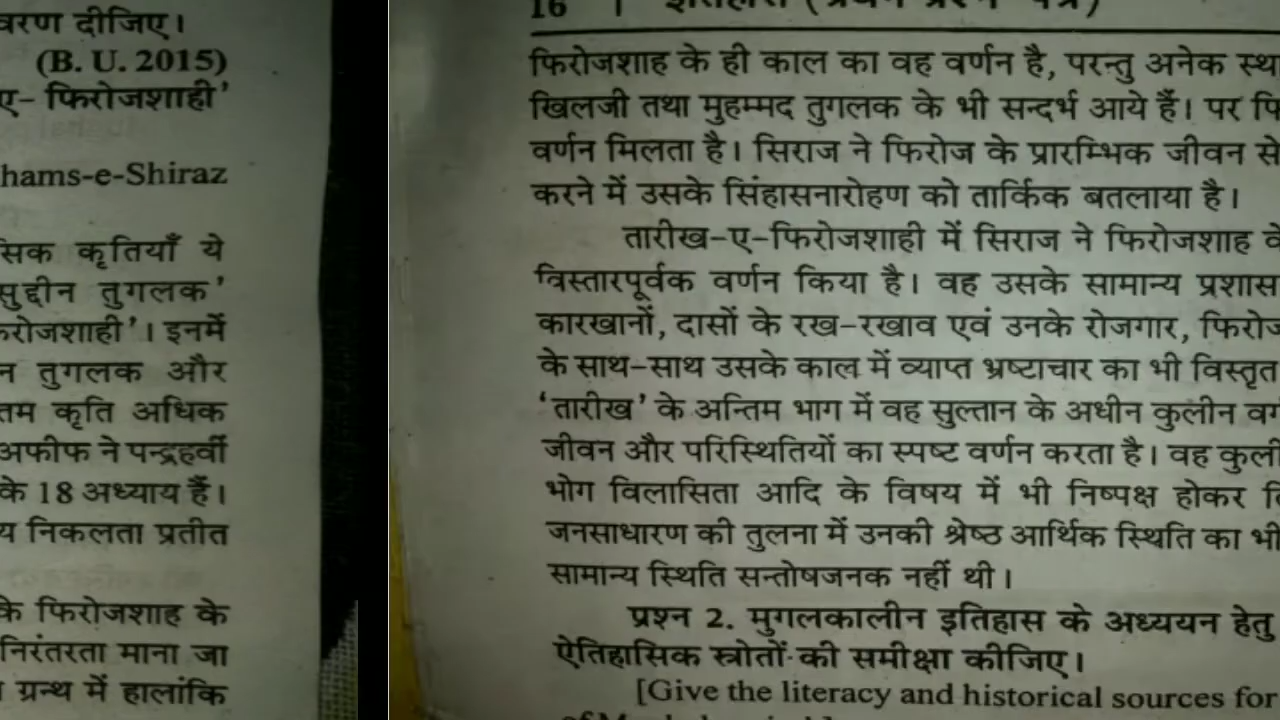 वरण दीजिए।
(B. U. 2015)
ए- फिरोजशाही'
hams-e-Shiraz
सिक कृतियाँ ये
सुद्दीन तुगलक'
रोजशाही'। इनमें
न तुगलक और
तम कृति अधिक
अफीफ ने पन्द्रहवीं
के 18 अध्याय हैं।
य निकलता प्रतीत
के फिरोजशाह के
निरंतरता माना जा
ग्रन्थ में हालांकि
16 | इतिहास (प्रथम प्रश्न पत्र)
फिरोजशाह के ही काल का वह वर्णन है, परन्तु अनेक स्था
खिलजी तथा मुहम्मद तुगलक के भी सन्दर्भ आये हैं। पर फि
वर्णन मिलता है। सिराज ने फिरोज के प्रारम्भिक जीवन से
करने में उसके सिंहासनारोहण को तार्किक बतलाया है।
तारीख-ए-फिरोजशाही में सिराज ने फिरोजशाह के
विस्तारपूर्वक वर्णन किया है। वह उसके सामान्य प्रशास
कारखानों, दासों के रख-रखाव एवं उनके रोजगार, फिरोज
के साथ-साथ उसके काल में व्याप्त भ्रष्टाचार का भी विस्तृत
'तारीख' के अन्तिम भाग में वह सुल्तान के अधीन कुलीन वर्ग
जीवन और परिस्थितियों का स्पष्ट वर्णन करता है। वह कुली
भोग विलासिता आदि के विषय में भी निष्पक्ष होकर
जनसाधारण की तुलना में उनकी श्रेष्ठ आर्थिक स्थिति का भी
सामान्य स्थिति सन्तोषजनक नहीं थी।
प्रश्न 2. मुगलकालीन इतिहास के अध्ययन हेतु
ऐतिहासिक स्त्रोतों की समीक्षा कीजिए।
[Give the literacy and historical sources for